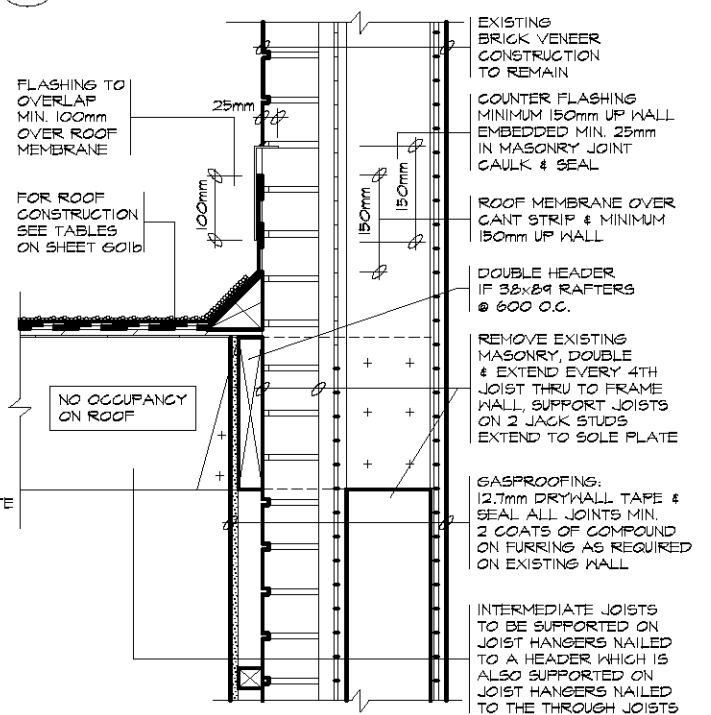 FLASHING TO
OVERLAP
MIN. 100mm
OVER ROOF
MEMBRANE
FOR ROOF
CONSTRUCTION
SEE TABLES
ON SHEET G01b
25mm
100mm
150mm
150mm
NO OCCUPANCY
ON ROOF
EXISTING
BRICK VENEER
CONSTRUCTION
TO REMAIN
COUNTER FLASHING
MINIMUM 150mm UP WALL
EMBEDDED MIN. 25mm
IN MASONRY JOINT
CAULK & SEAL
ROOF MEMBRANE OVER
CANT STRIP & MINIMUM
150mm UP WALL
DOUBLE HEADER
IF 38x89 RAFTERS
@ 600 O.C.
REMOVE EXISTING
MASONRY, DOUBLE
& EXTEND EVERY 4TH
JOIST THRU TO FRAME
WALL, SUPPORT JOISTS
ON 2 JACK STUDS
EXTEND TO SOLE PLATE
GASPROOFING:
12.7mm DRYWALL TAPE &
SEAL ALL JOINTS MIN.
2 COATS OF COMPOUND
ON FURRING AS REQUIRED
ON EXISTING WALL
INTERMEDIATE JOISTS
TO BE SUPPORTED ON
JOIST HANGERS NAILED
TO A HEADER WHICH IS
ALSO SUPPORTED ON
JOIST HANGERS NAILED
TO THE THROUGH JOISTS